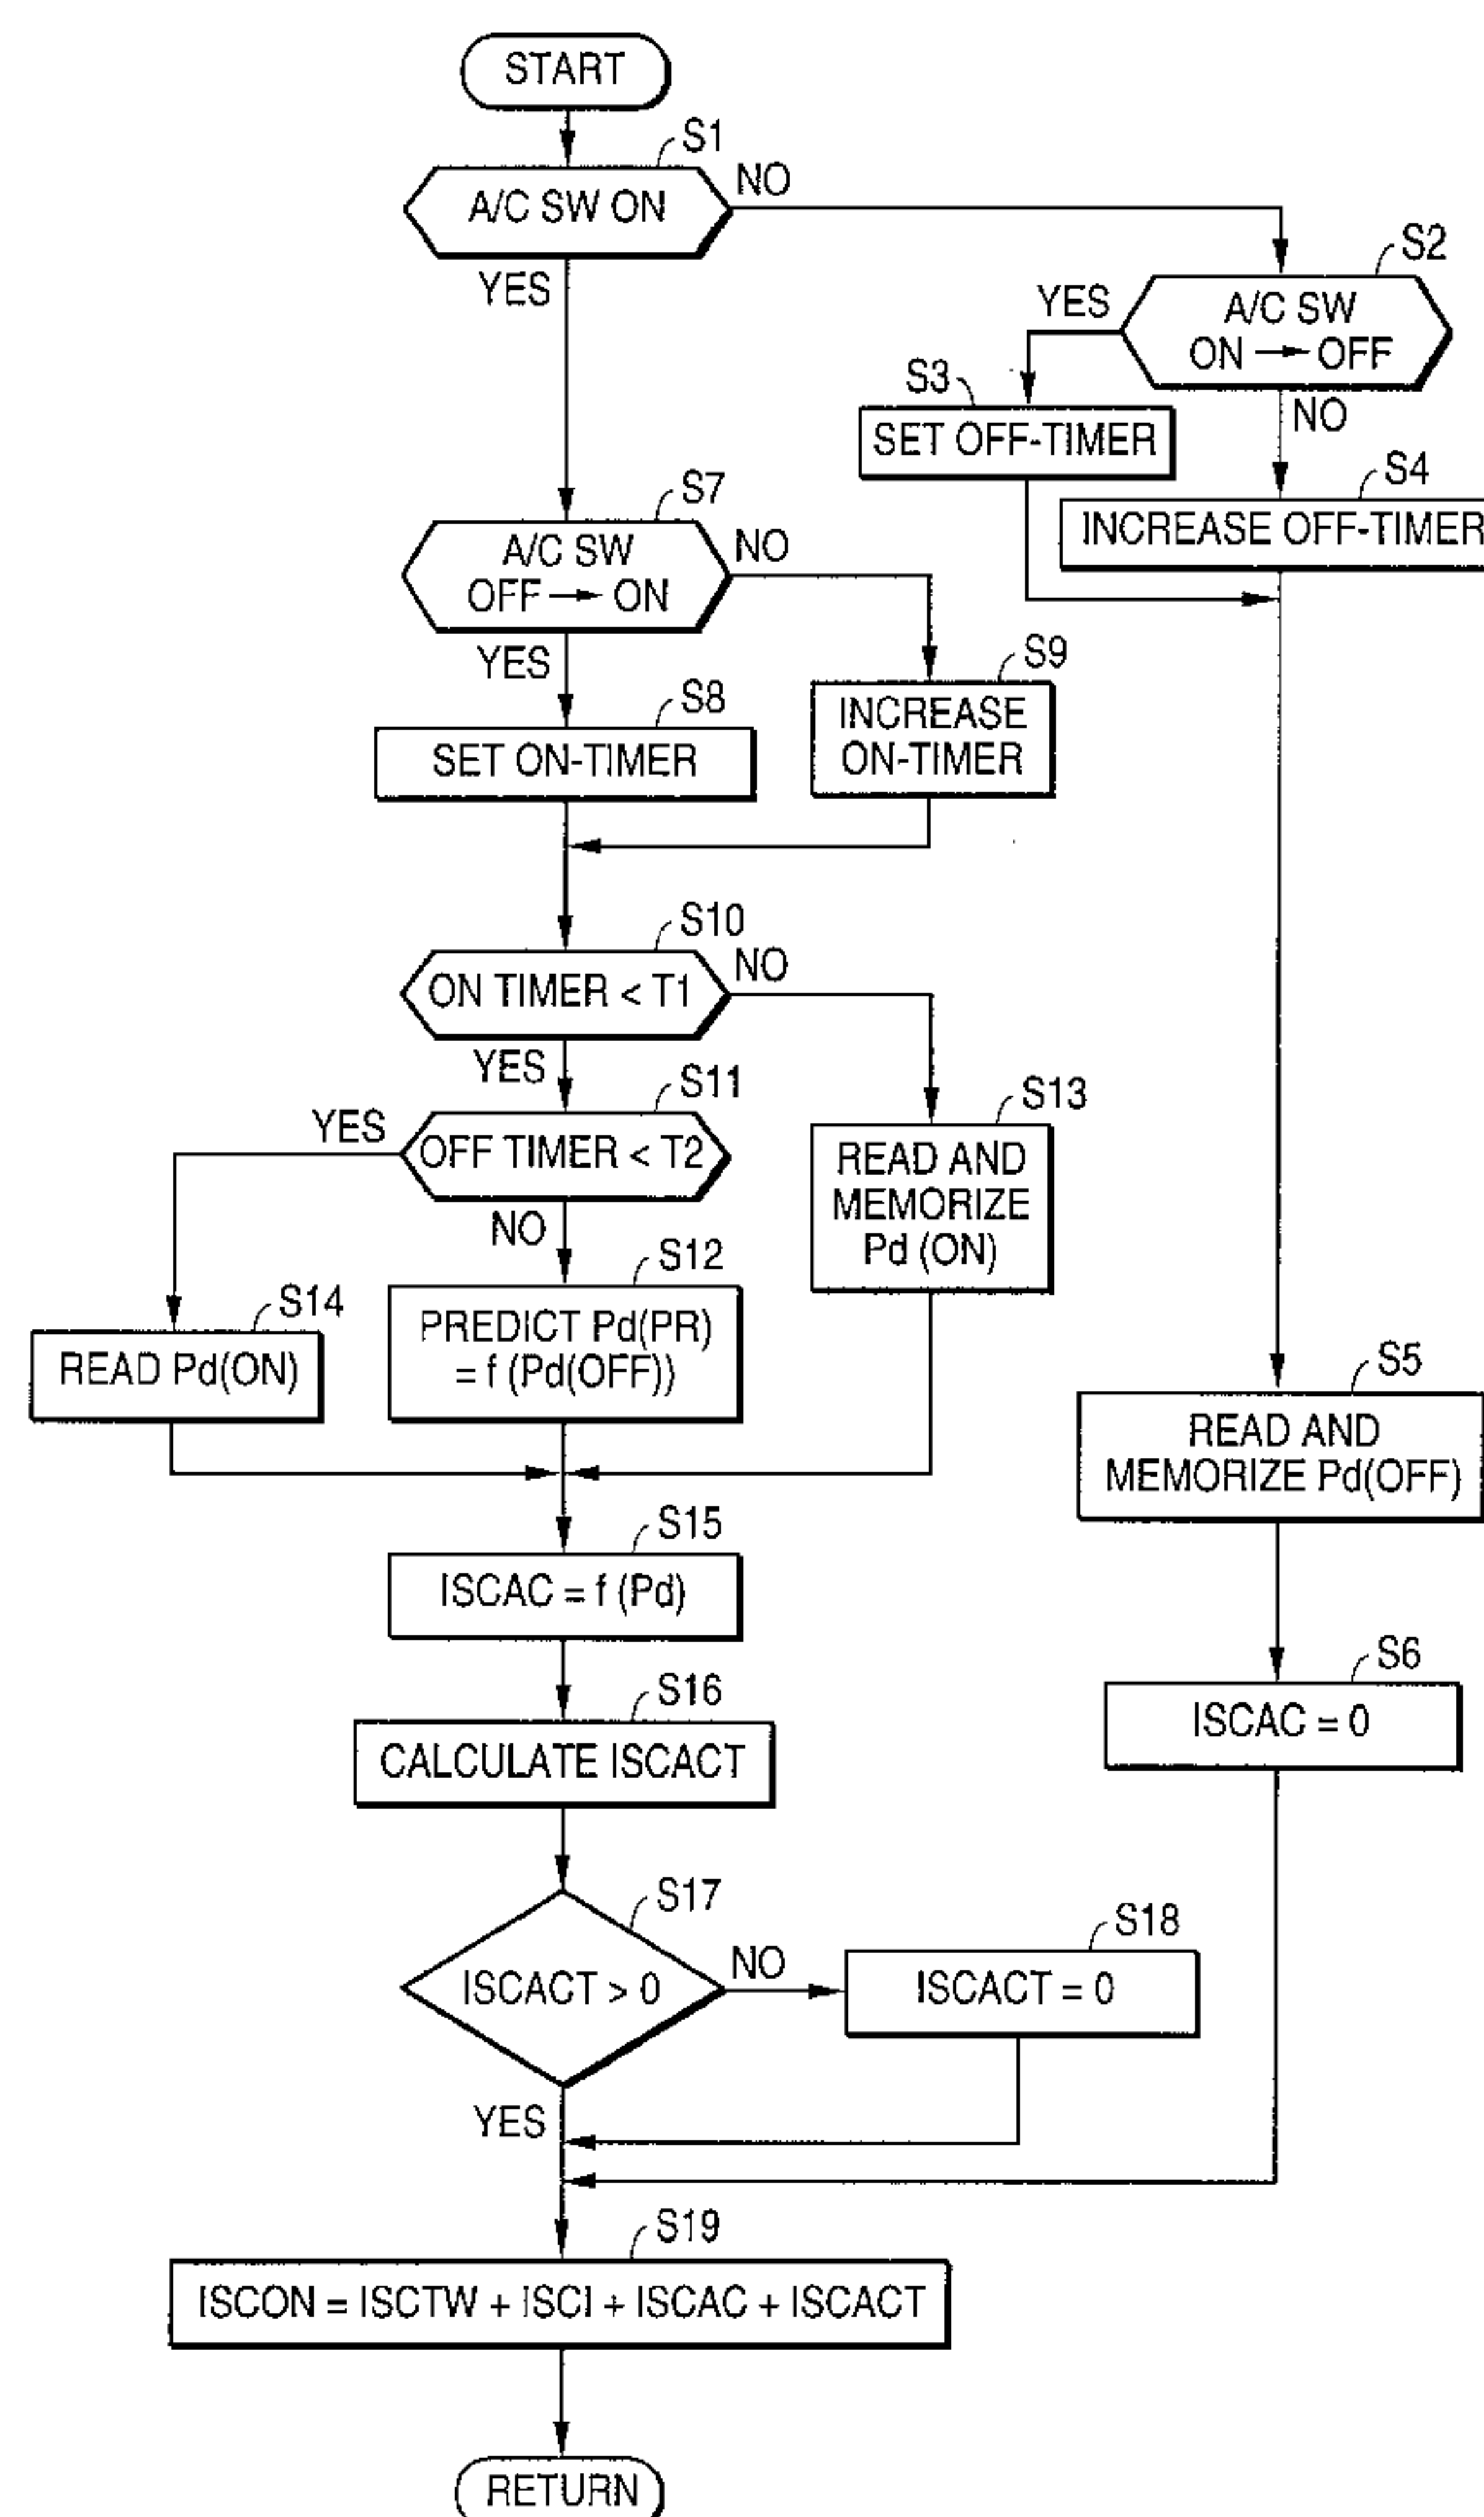 START
S1
A/C SW ON
NO
YES
S2
A/C SW
ON → OFF
YES
NO
S3
SET OFF-TIMER
S4
INCREASE OFF-TIMER
S7
A/C SW
OFF → ON
NO
YES
S8
SET ON-TIMER
S9
INCREASE
ON-TIMER
S10
ON TIMER < T1
NO
YES
S11
OFF TIMER < T2
YES
NO
S13
READ AND
MEMORIZE
Pd (ON)
S12
PREDICT Pd(PR)
= f (Pd(OFF))
S14
READ Pd(ON)
S5
READ AND
MEMORIZE Pd(OFF)
S15
ISCAC = f (Pd)
S6
ISCAC = 0
S16
CALCULATE ISCACT
S17
ISCACT > 0
NO
YES
S18
ISCACT = 0
S19
ISCON = ISCTW + ISCI + ISCAC + ISCACT
RETURN